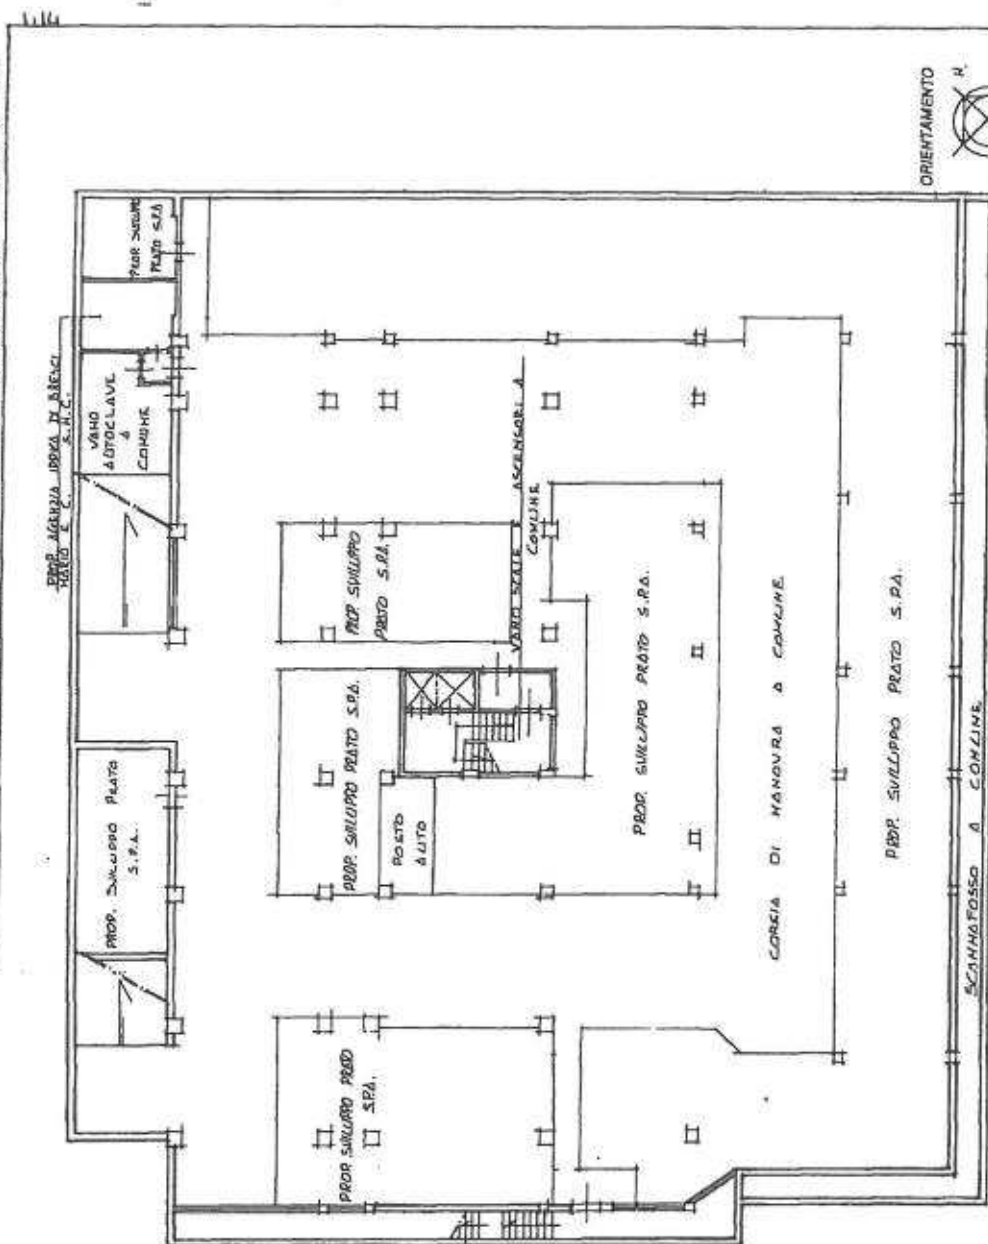 ORIENTAMENTO
N.
PROP. SVILUPPO
PRATO S.P.A.
PROP. AGENZIA IPPICA DI BRESCI
MARIO E C. S.N.C.
VANO
AUTOCLAVE
A
COMUNE
VANO SCALE E ASCENSORI A
COMUNE
PROP. SVILUPPO
PRATO S.P.A.
PROP. SVILUPPO PRATO S.P.A.
POSTO
AUTO
PROP. SVILUPPO PRATO S.P.A.
CORSIA DI MANOVRA A COMUNE
PROP. SVILUPPO PRATO S.P.A.
SCANNAFOSSO A COMUNE
PROP. SVILUPPO PRATO
S.P.A.
PROP. SVILUPPO PRATO
S.P.A.